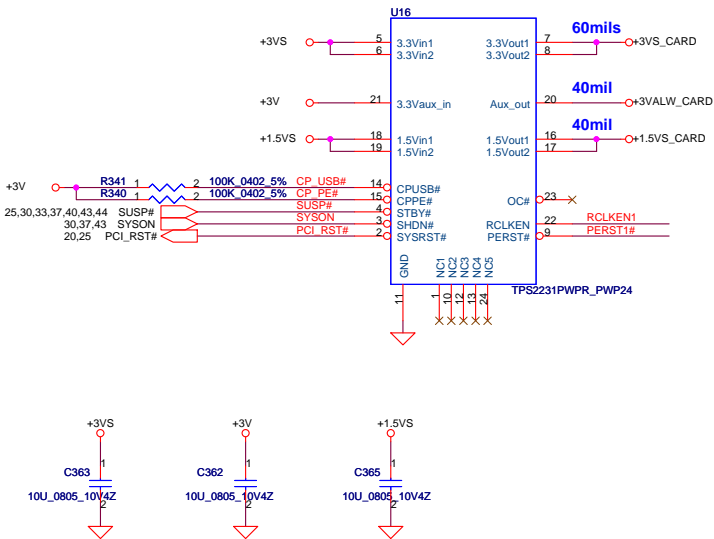 U16
60mils
+3VS 5 3.3Vin1 3.3Vout1 7 +3VS_CARD
6 3.3Vin2 3.3Vout2 8
40mil
+3V 21 3.3Vaux_in Aux_out 20 +3VALW_CARD
40mil
+1.5VS 18 1.5Vin1 1.5Vout1 16 +1.5VS_CARD
19 1.5Vin2 1.5Vout2 17
+3V R341 1 2 100K_0402_5% CP_USB# 14 CPUSB#
R340 1 2 100K_0402_5% CP_PE# 15 CPPE# OC# 23
25,30,33,37,40,43,44 SUSP# SUSP# 4 STBY#
30,37,43 SYSON SYSON 3 SHDN# RCLKEN 22 RCLKEN1
20,25 PCI_RST# PCI_RST# 2 SYSRST# PERST# 9 PERST1#
GND NC1 NC2 NC3 NC4 NC5
11 1 10 12 13 24
TPS2231PWPR_PWP24
+3VS +3V +1.5VS
1 1 1
C363 C362 C365
10U_0805_10V4Z 10U_0805_10V4Z 10U_0805_10V4Z
2 2 2